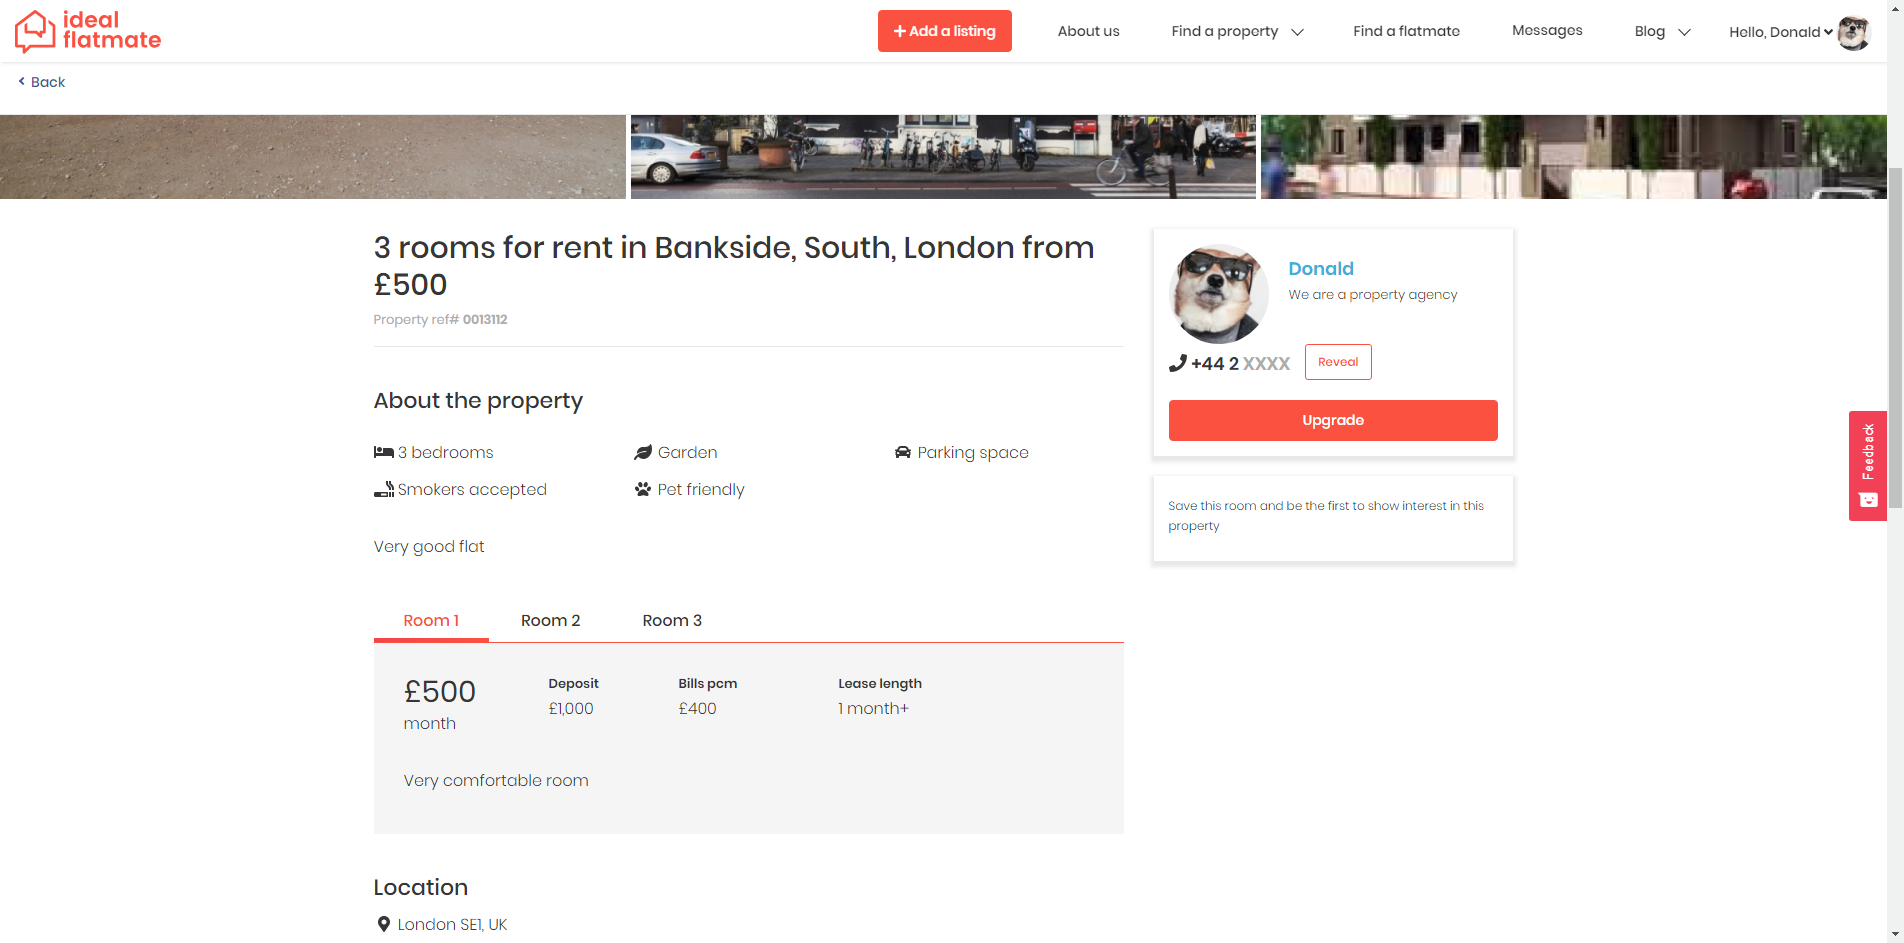 ideal
flatmate
Add a listing
About us
Find a property
Find a flatmate
Messages
Blog
Hello, Donald
Back
3 rooms for rent in Bankside, South, London from
£500
Property ref# 0013112
About the property
3 bedrooms
Garden
Parking space
Smokers accepted
Pet friendly
Very good flat
Room 1
Room 2
Room 3
£500
month
Deposit
£1,000
Bills pcm
£400
Lease length
1 month+
Very comfortable room
Location
London SE1, UK
Donald
We are a property agency
+44 2 XXXX
Reveal
Upgrade
Save this room and be the first to show interest in this
property
Feedback